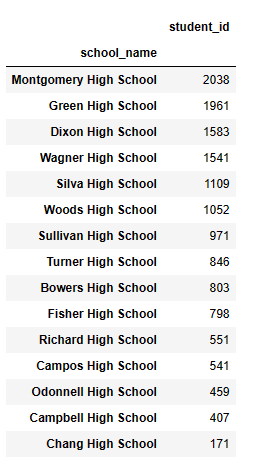 student_id
school_name
Montgomery High School 2038
Green High School 1961
Dixon High School 1583
Wagner High School 1541
Silva High School 1109
Woods High School 1052
Sullivan High School 971
Turner High School 846
Bowers High School 803
Fisher High School 798
Richard High School 551
Campos High School 541
Odonnell High School 459
Campbell High School 407
Chang High School 171